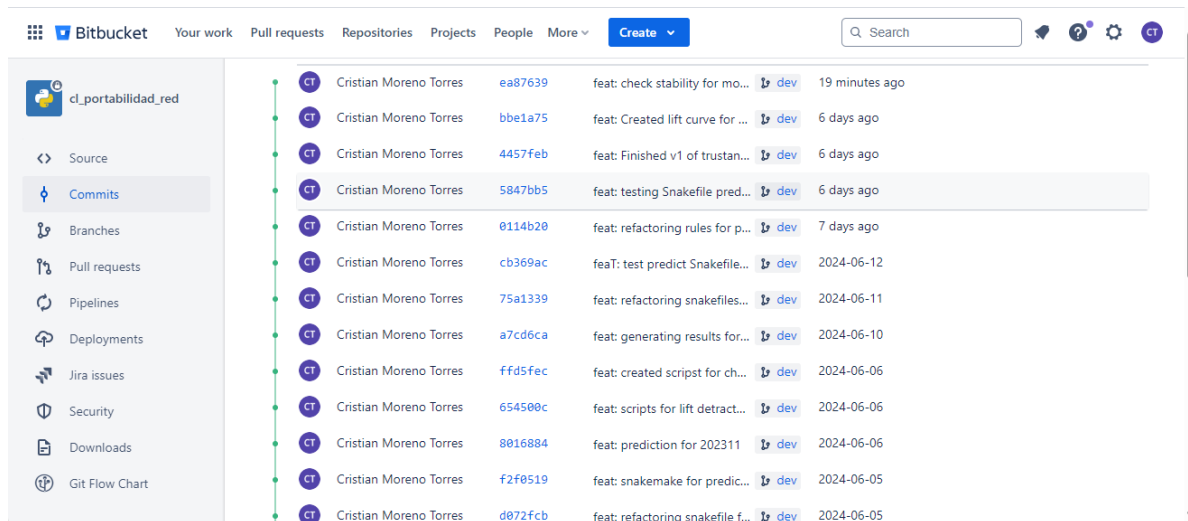 Bitbucket Your work Pull requests Repositories Projects People More Create Search ? CT
cl_portabilidad_red
Source
Commits
Branches
Pull requests
Pipelines
Deployments
Jira issues
Security
Downloads
Git Flow Chart
CT Cristian Moreno Torres ea87639 feat: check stability for mo... dev 19 minutes ago
CT Cristian Moreno Torres bbe1a75 feat: Created lift curve for ... dev 6 days ago
CT Cristian Moreno Torres 4457feb feat: Finished v1 of trustan... dev 6 days ago
CT Cristian Moreno Torres 5847bb5 feat: testing Snakefile pred... dev 6 days ago
CT Cristian Moreno Torres 0114b20 feat: refactoring rules for p... dev 7 days ago
CT Cristian Moreno Torres cb369ac feaT: test predict Snakefile... dev 2024-06-12
CT Cristian Moreno Torres 75a1339 feat: refactoring snakefiles... dev 2024-06-11
CT Cristian Moreno Torres a7cd6ca feat: generating results for... dev 2024-06-10
CT Cristian Moreno Torres ffd5fec feat: created scripst for ch... dev 2024-06-06
CT Cristian Moreno Torres 654500c feat: scripts for lift detract... dev 2024-06-06
CT Cristian Moreno Torres 8016884 feat: prediction for 202311 dev 2024-06-06
CT Cristian Moreno Torres f2f0519 feat: snakemake for predic... dev 2024-06-05
CT Cristian Moreno Torres d072fcb feat: refactoring snakefile f... dev 2024-06-05